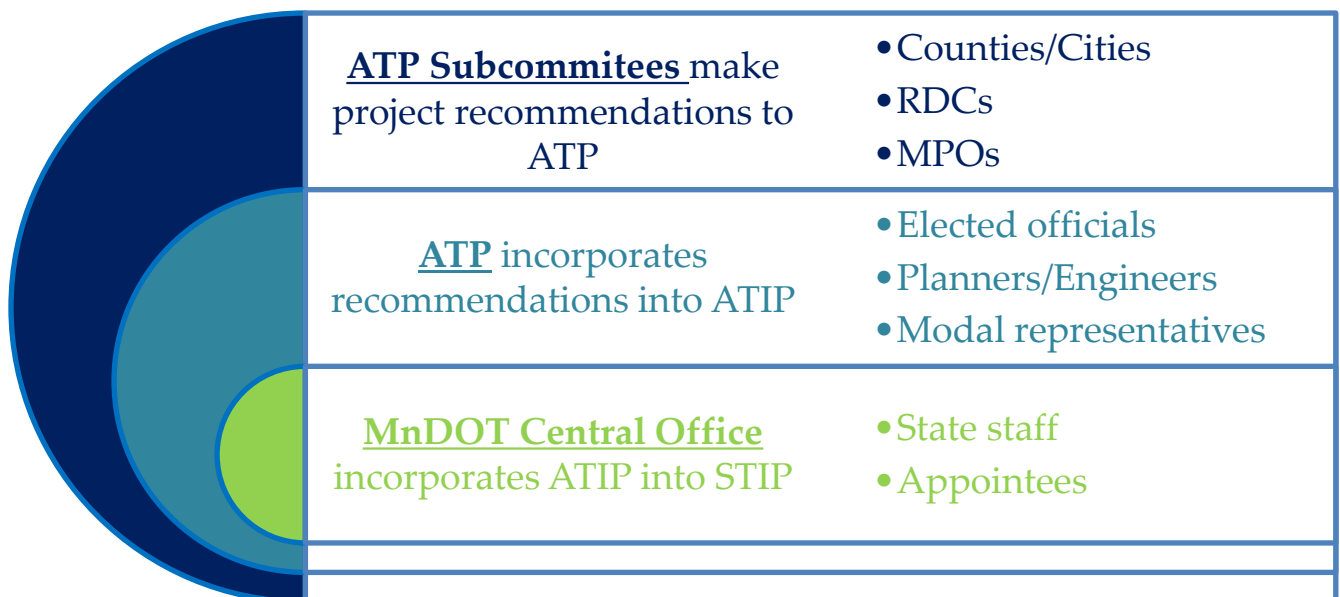 ATP Subcommitees make
project recommendations to
ATP
•Counties/Cities
•RDCs
•MPOs
ATP incorporates
recommendations into ATIP
•Elected officials
•Planners/Engineers
•Modal representatives
MnDOT Central Office
incorporates ATIP into STIP
•State staff
•Appointees